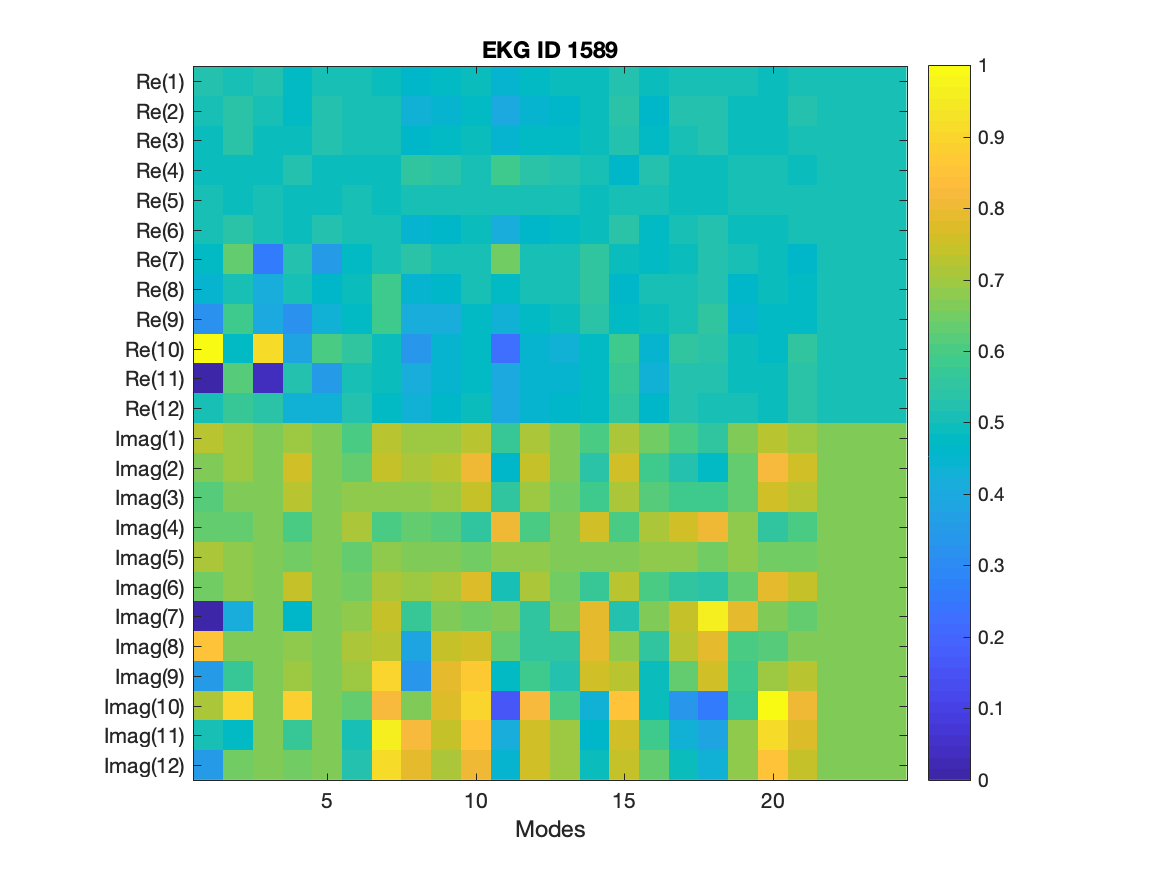 EKG ID 1589
Re(1)
Re(2)
Re(3)
Re(4)
Re(5)
Re(6)
Re(7)
Re(8)
Re(9)
Re(10)
Re(11)
Re(12)
Imag(1)
Imag(2)
Imag(3)
Imag(4)
Imag(5)
Imag(6)
Imag(7)
Imag(8)
Imag(9)
Imag(10)
Imag(11)
Imag(12)
5 10 15 20
Modes
1
0.9
0.8
0.7
0.6
0.5
0.4
0.3
0.2
0.1
0